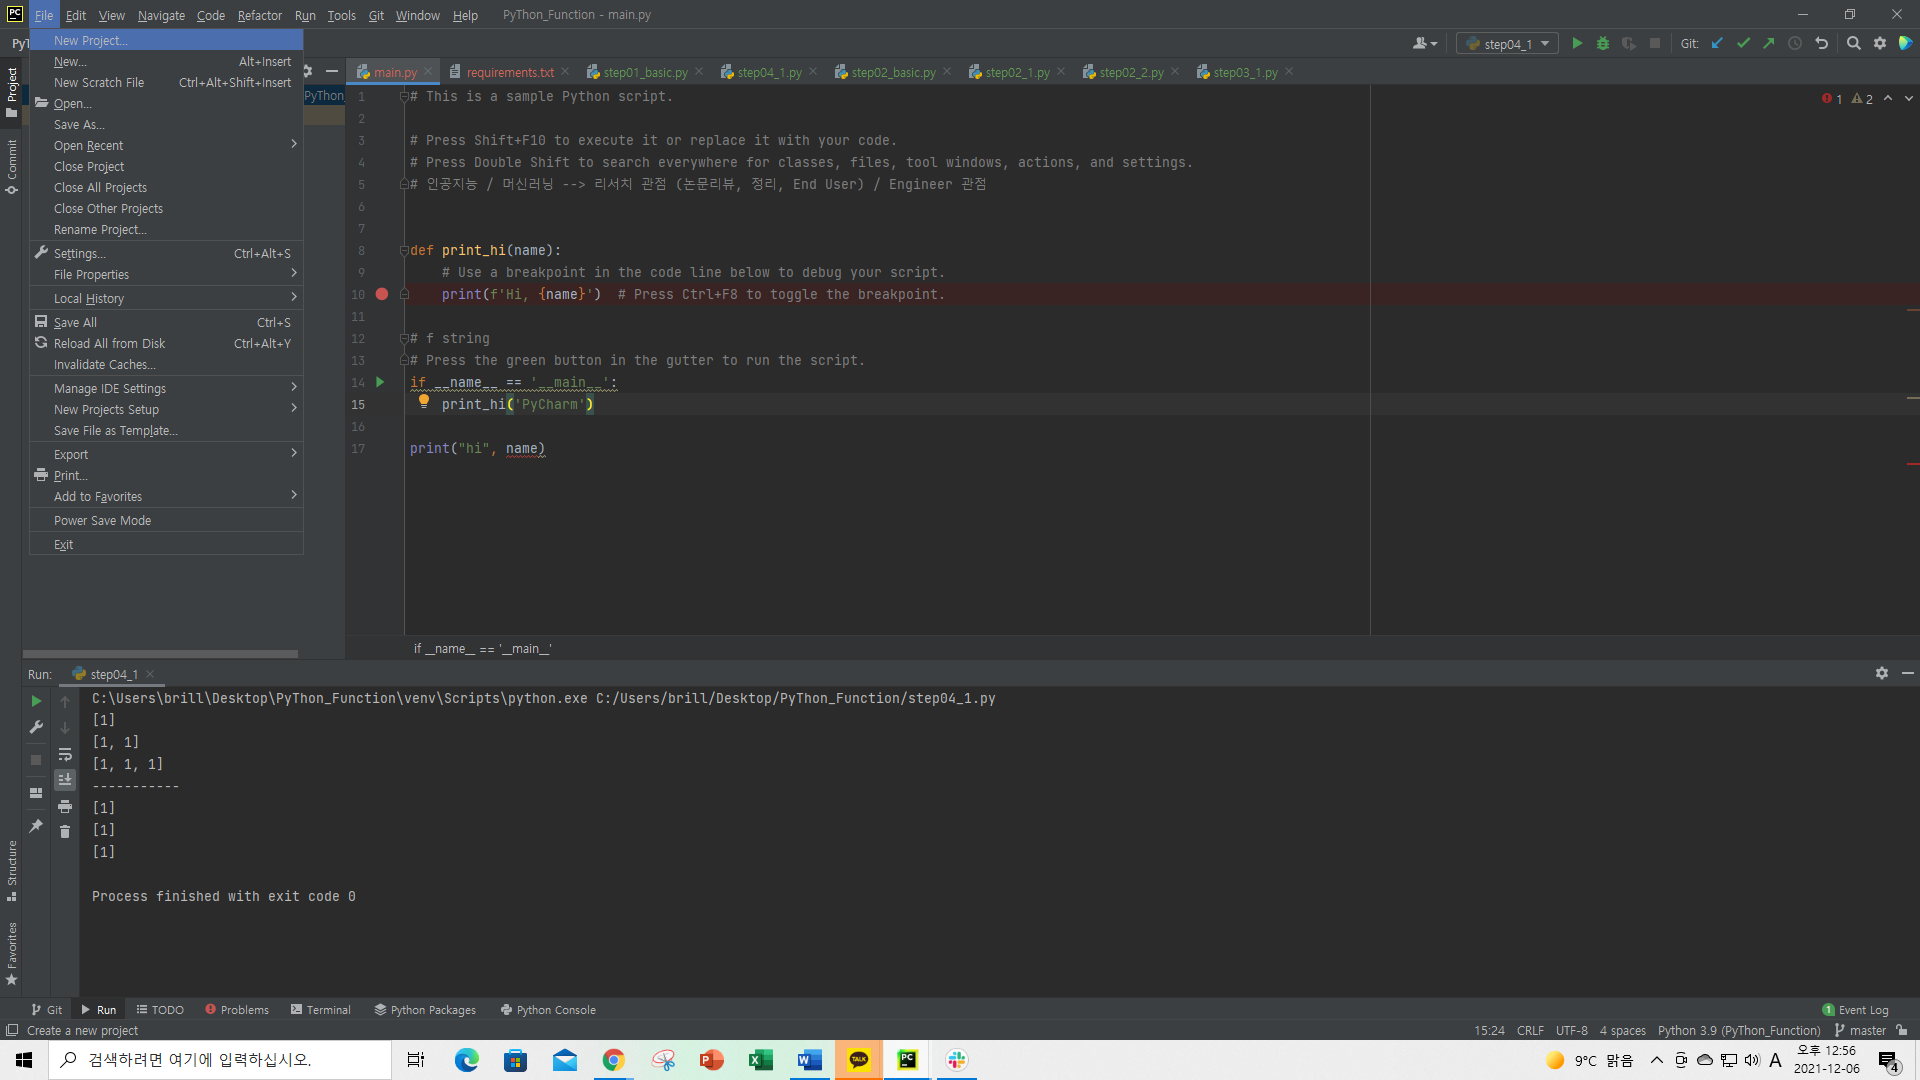 PC File Edit View Navigate Code Refactor Run Tools Git Window Help PyThon_Function - main.py
PyT
step04_1 Git:
New Project...
New... Alt+Insert
New Scratch File Ctrl+Alt+Shift+Insert
Open...
Save As...
Open Recent
Close Project
Close All Projects
Close Other Projects
Rename Project...
Settings... Ctrl+Alt+S
File Properties
Local History
Save All Ctrl+S
Reload All from Disk Ctrl+Alt+Y
Invalidate Caches...
Manage IDE Settings
New Projects Setup
Save File as Template...
Export
Print...
Add to Favorites
Power Save Mode
Exit
Project
Commit
Structure
Favorites
PyThon_
main.py requirements.txt step01_basic.py step04_1.py step02_basic.py step02_1.py step02_2.py step03_1.py
1 2
1 # This is a sample Python script.
2
3 # Press Shift+F10 to execute it or replace it with your code.
4 # Press Double Shift to search everywhere for classes, files, tool windows, actions, and settings.
5 # 인공지능 / 머신러닝 --> 리서치 관점 (논문리뷰, 정리, End User) / Engineer 관점
6
7
8 def print_hi(name):
9 # Use a breakpoint in the code line below to debug your script.
10 print(f'Hi, {name}') # Press Ctrl+F8 to toggle the breakpoint.
11
12 # f string
13 # Press the green button in the gutter to run the script.
14 if __name__ == '__main__':
15 print_hi('PyCharm')
16
17 print("hi", name)
if __name__ == '__main__'
Run: step04_1
C:\Users\brill\Desktop\PyThon_Function\venv\Scripts\python.exe C:/Users/brill/Desktop/PyThon_Function/step04_1.py
[1]
[1, 1]
[1, 1, 1]
-----------
[1]
[1]
[1]
Process finished with exit code 0
Git Run TODO Problems Terminal Python Packages Python Console 1 Event Log
Create a new project 15:24 CRLF UTF-8 4 spaces Python 3.9 (PyThon_Function) master
검색하려면 여기에 입력하십시오.
TALK
PC
9°C 맑음 A
오후 12:56
2021-12-06
4